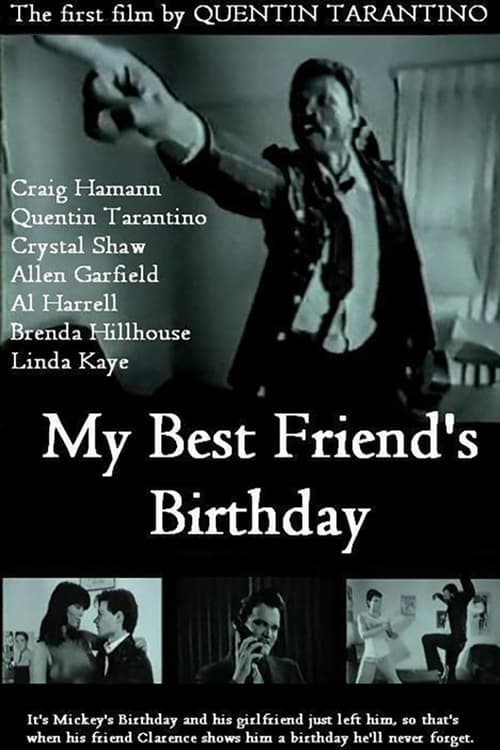 The first film by QUENTIN TARANTINO
Craig Hamann
Quentin Tarantino
Crystal Shaw
Allen Garfield
Al Harrell
Brenda Hillhouse
Linda Kaye
My Best Friend's
Birthday
It's Mickey's Birthday and his girlfriend just left him, so that's
when his friend Clarence shows him a birthday he'll never forget.